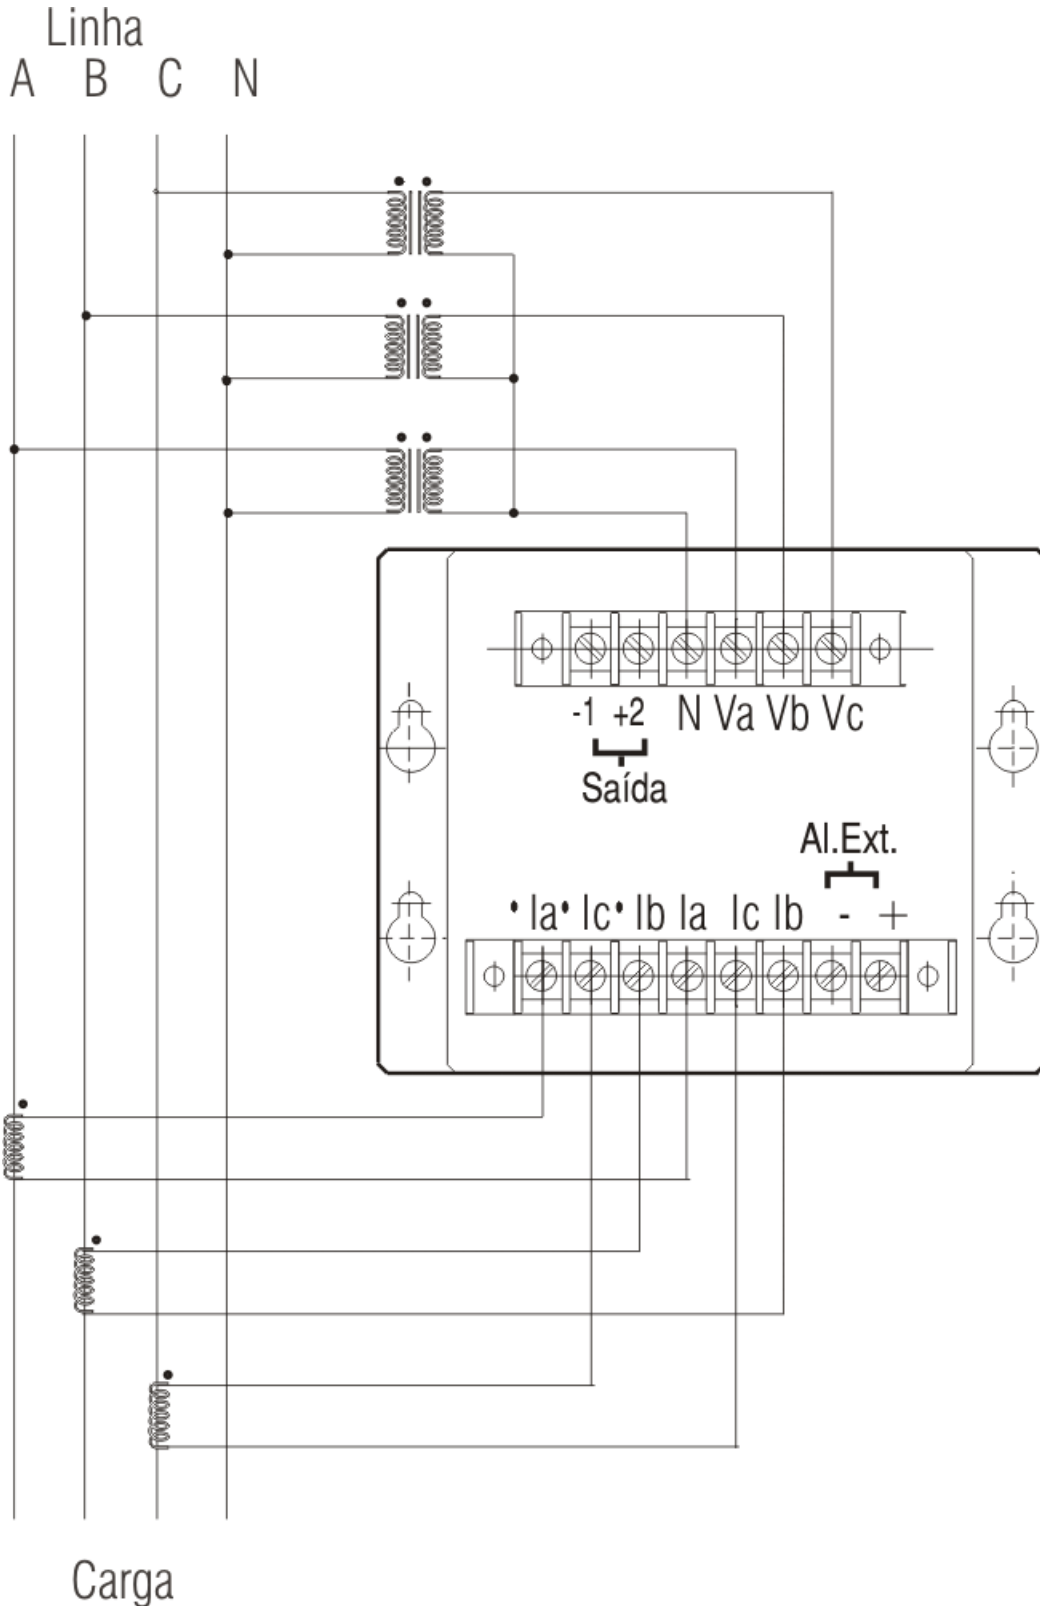 Linha
A B C N
-1 +2 N Va Vb Vc
Saída
Al.Ext.
• Ia • Ic • Ib Ia Ic Ib - +
Carga